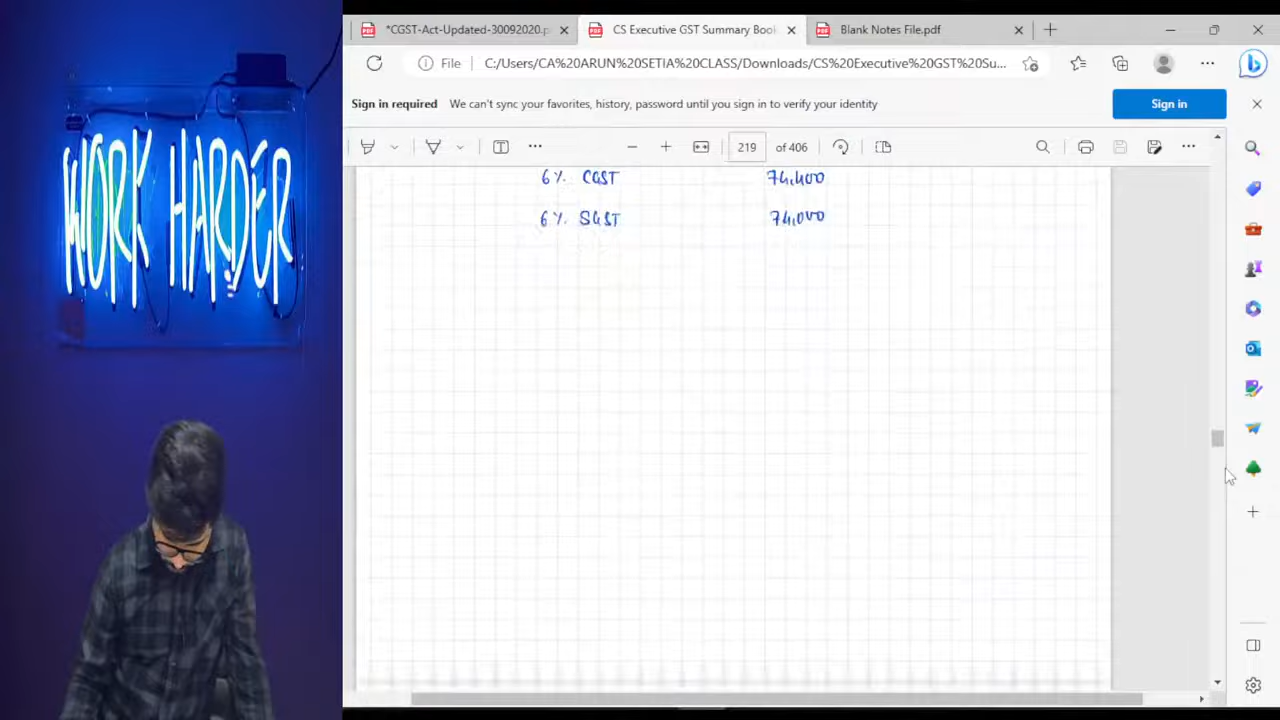 WORK HARDER
*CGST-Act-Updated-30092020.p
CS Executive GST Summary Book
Blank Notes File.pdf
File C:/Users/CA%20ARUN%20SETIA%20CLASS/Downloads/CS%20Executive%20GST%20Su...
Sign in required We can't sync your favorites, history, password until you sign in to verify your identity Sign in
219 of 406
6% CGST 74,400
6% SGST 74,000